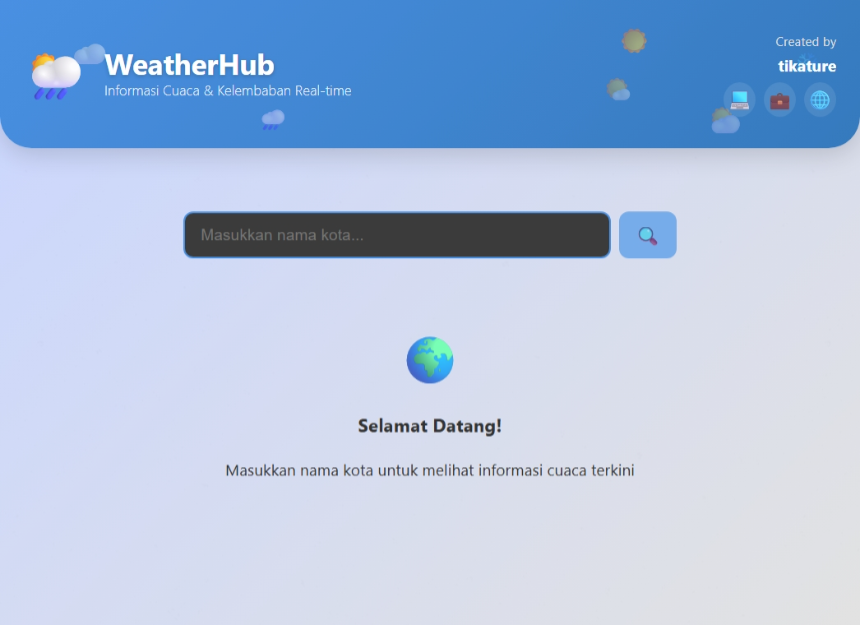 WeatherHub
Informasi Cuaca & Kelembaban Real-time
Created by
tikature
Masukkan nama kota...
Selamat Datang!
Masukkan nama kota untuk melihat informasi cuaca terkini